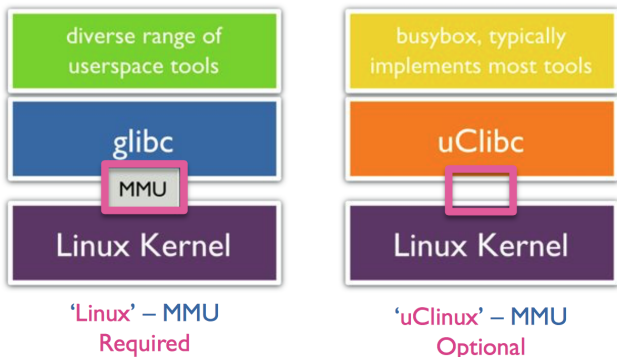 diverse range of
userspace tools
glibc
MMU
Linux Kernel
‘Linux’ – MMU
Required
busybox, typically
implements most tools
uClibc
Linux Kernel
‘uClinux’ – MMU
Optional